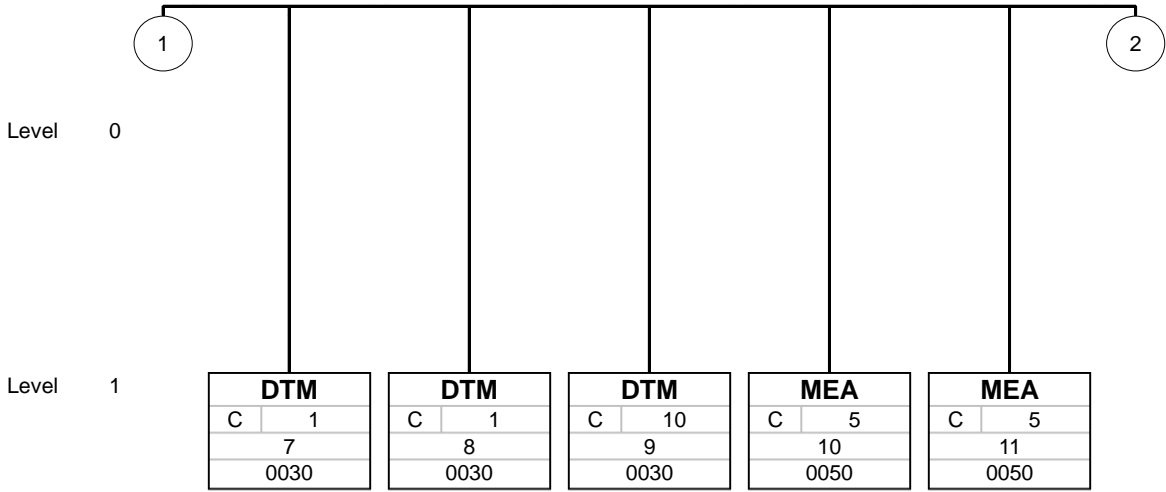 1 2
Level 0
Level 1
DTM DTM DTM MEA MEA
C 1 C 1 C 10 C 5 C 5
7 8 9 10 11
0030 0030 0030 0050 0050